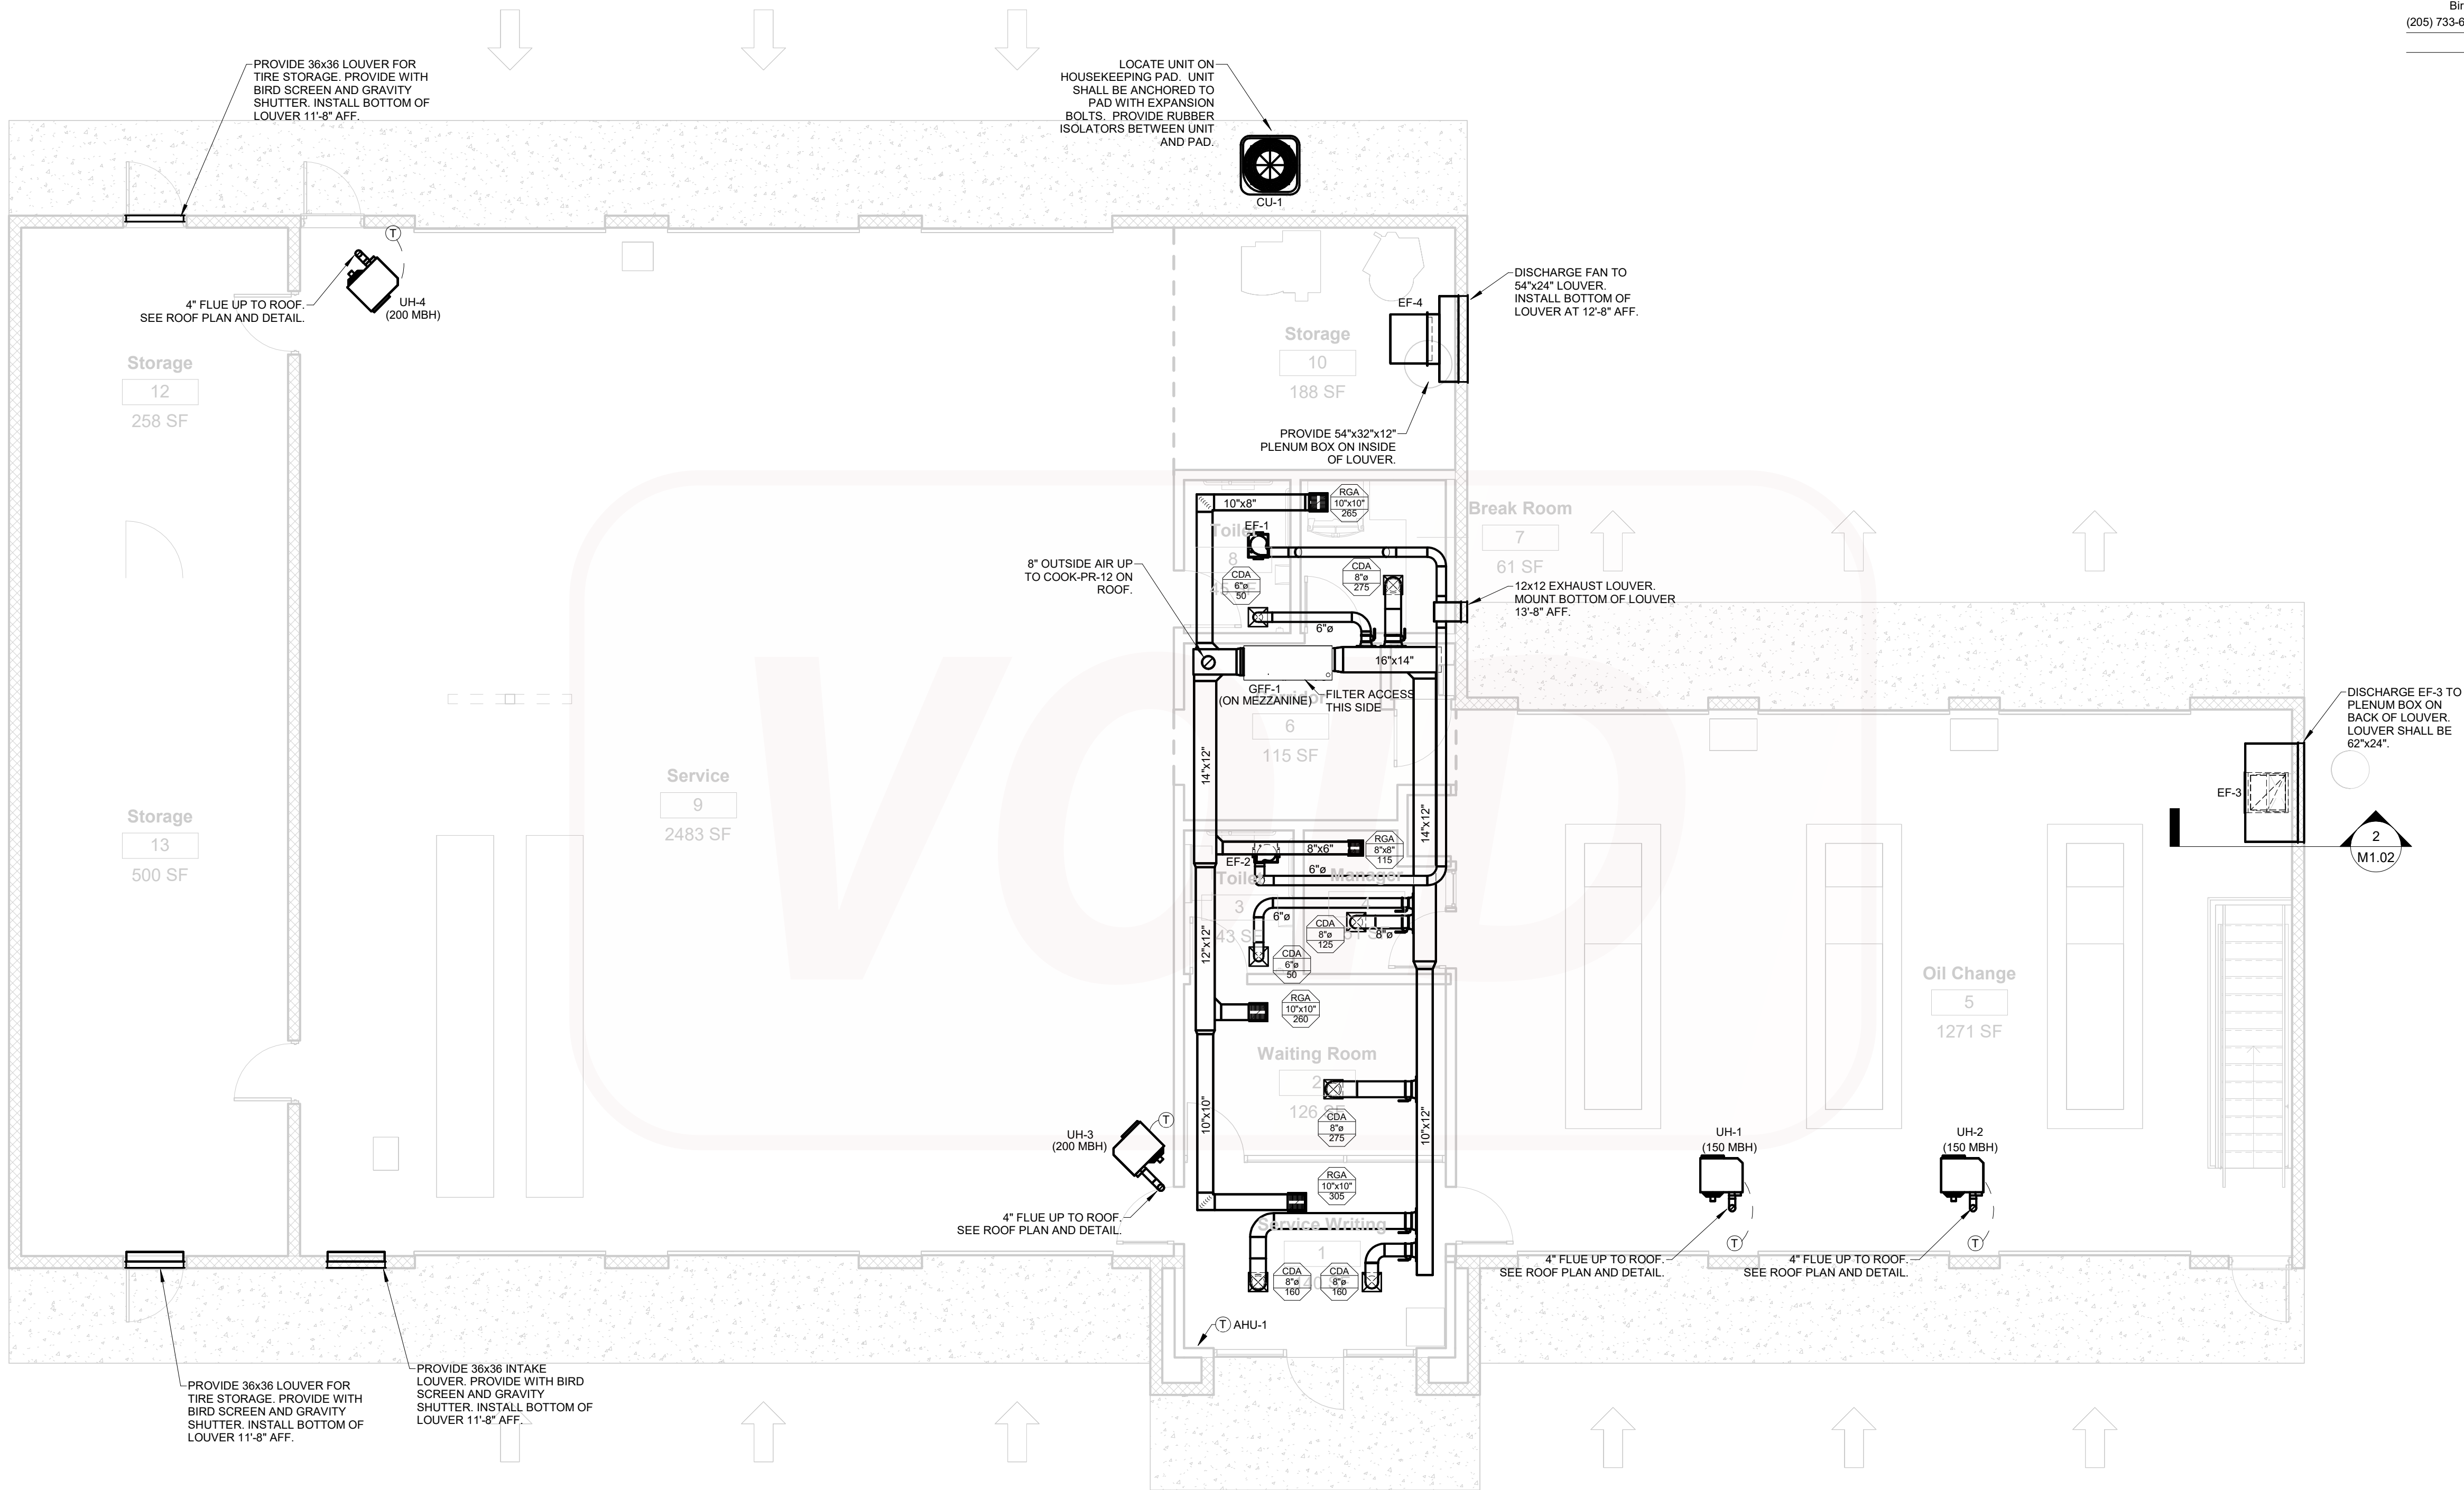 Bir
(205) 733-6
PROVIDE 36x36 LOUVER FOR
TIRE STORAGE. PROVIDE WITH
BIRD SCREEN AND GRAVITY
SHUTTER. INSTALL BOTTOM OF
LOUVER 11'-8" AFF.
LOCATE UNIT ON
HOUSEKEEPING PAD. UNIT
SHALL BE ANCHORED TO
PAD WITH EXPANSION
BOLTS. PROVIDE RUBBER
ISOLATORS BETWEEN UNIT
AND PAD.
CU-1
T
4" FLUE UP TO ROOF.
SEE ROOF PLAN AND DETAIL.
UH-4
(200 MBH)
DISCHARGE FAN TO
54"x24" LOUVER.
INSTALL BOTTOM OF
LOUVER AT 12'-8" AFF.
EF-4
Storage
10
188 SF
Storage
12
258 SF
PROVIDE 54"x32"x12"
PLENUM BOX ON INSIDE
OF LOUVER.
10"x8"
RGA
10"x10"
265
EF-1
Toilet
8
Break Room
7
61 SF
8" OUTSIDE AIR UP
TO COOK-PR-12 ON
ROOF.
CDA
6"ø
50
CDA
8"ø
275
12x12 EXHAUST LOUVER.
MOUNT BOTTOM OF LOUVER
13'-8" AFF.
6"ø
16"x14"
GFF-1
(ON MEZZANINE)
FILTER ACCESS
THIS SIDE
6
115 SF
DISCHARGE EF-3 TO
PLENUM BOX ON
BACK OF LOUVER.
LOUVER SHALL BE
62"x24".
14"x12"
Service
9
2483 SF
Storage
13
500 SF
VOID
14"x12"
EF-3
2
M1.02
EF-2
8"x6"
RGA
8"x8"
115
6"ø
Toilet
3
43 SF
Manager
6"ø
CDA
8"ø
125
8"ø
12"x12"
CDA
6"ø
50
Oil Change
5
1271 SF
RGA
10"x10"
260
Waiting Room
2
126 SF
CDA
8"ø
275
10"x10"
10"x12"
T
UH-3
(200 MBH)
UH-1
(150 MBH)
UH-2
(150 MBH)
RGA
10"x10"
305
4" FLUE UP TO ROOF.
SEE ROOF PLAN AND DETAIL.
Service Writing
1
CDA
8"ø
160
CDA
8"ø
160
T
T
4" FLUE UP TO ROOF.
SEE ROOF PLAN AND DETAIL.
4" FLUE UP TO ROOF.
SEE ROOF PLAN AND DETAIL.
T AHU-1
PROVIDE 36x36 LOUVER FOR
TIRE STORAGE. PROVIDE WITH
BIRD SCREEN AND GRAVITY
SHUTTER. INSTALL BOTTOM OF
LOUVER 11'-8" AFF.
PROVIDE 36x36 INTAKE
LOUVER. PROVIDE WITH BIRD
SCREEN AND GRAVITY
SHUTTER. INSTALL BOTTOM OF
LOUVER 11'-8" AFF.